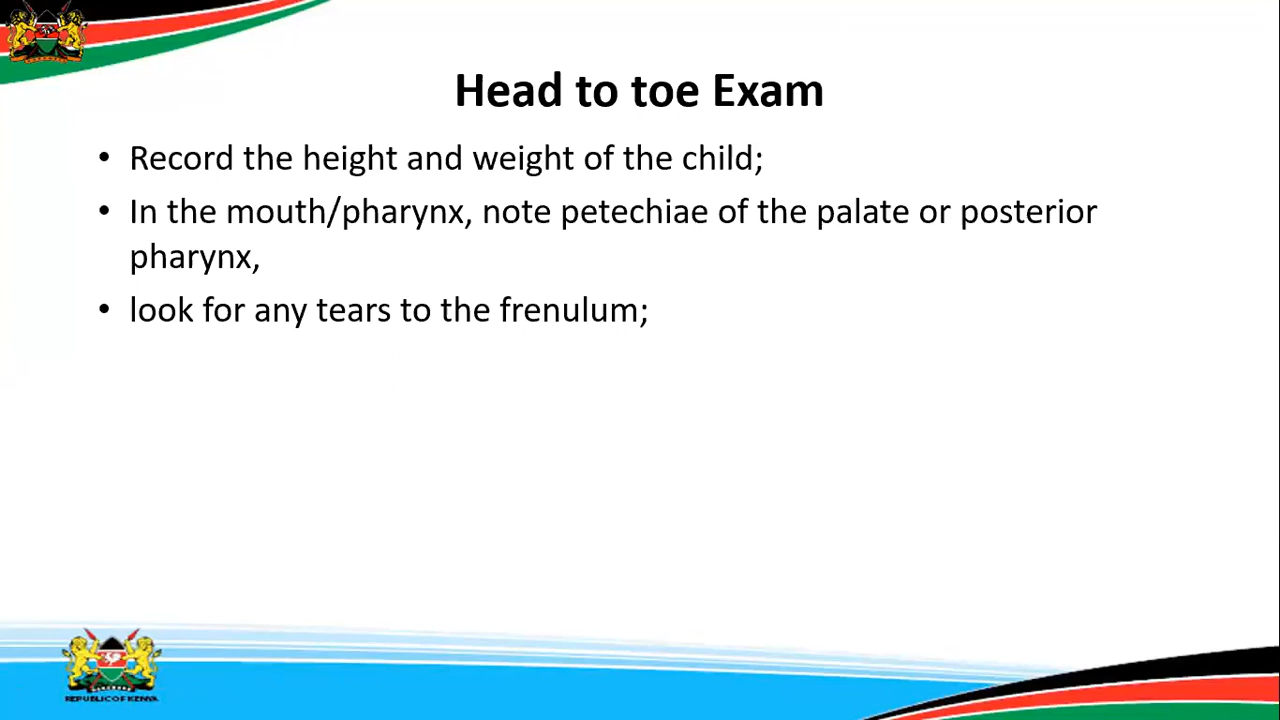 Head to toe Exam
• Record the height and weight of the child;
• In the mouth/pharynx, note petechiae of the palate or posterior
pharynx,
• look for any tears to the frenulum;
REPUBLIC OF KENYA